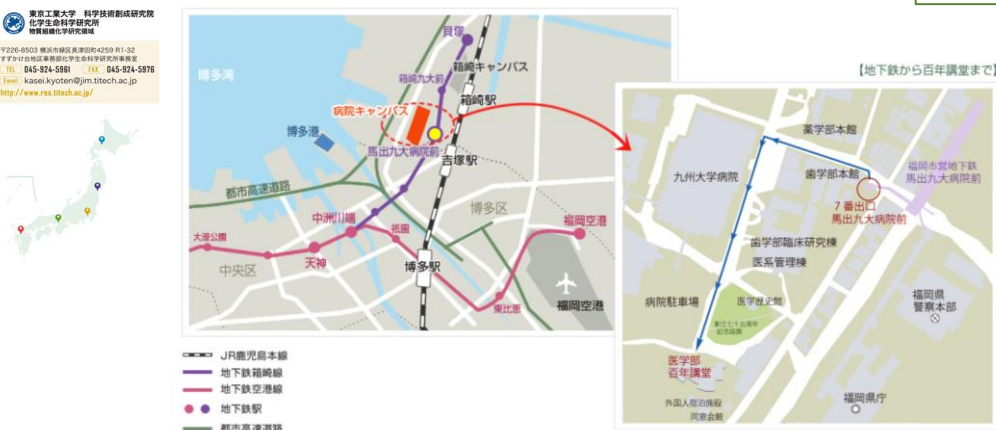 東京工業大学 科学技術創成研究院
化学生命科学研究所
物質組織化学研究領域
〒226-8503 横浜市緑区長津田町4259 R1-32
すずかけ台地区事務部化学生命科学研究所事務室
TEL 045-924-5961 FAX 045-924-5976
Email kasei.kyoten@jim.titech.ac.jp
http://www.res.titech.ac.jp/
貝塚
箱崎キャンパス
箱崎九大前
博多湾
箱崎駅
病院キャンパス
博多港
馬出九大病院前
吉塚駅
都市高速道路
博多区
中洲川端
祇園
福岡空港
大濠公園
天神
中央区
博多駅
東比恵
福岡空港
JR鹿児島本線
地下鉄箱崎線
地下鉄空港線
地下鉄駅
都市高速道路
【地下鉄から百年講堂まで】
薬学部本館
九州大学病院
歯学部本館
福岡市営地下鉄
馬出九大病院前
7番出口
馬出九大病院前
歯学部臨床研究棟
医系管理棟
病院駐車場
医学歴史館
創立七十五周年
記念庭園
福岡県
警察本部
医学部
百年講堂
外国人宿泊施設
同窓会館
福岡県庁